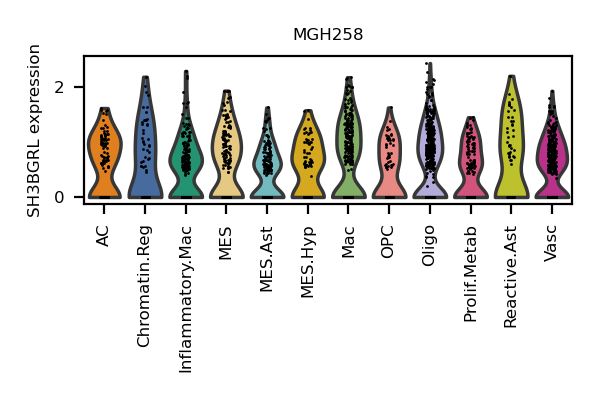 MGH258
SH3BGRL expression
2
0
AC
Chromatin.Reg
Inflammatory.Mac
MES
MES.Ast
MES.Hyp
Mac
OPC
Oligo
Prolif.Metab
Reactive.Ast
Vasc